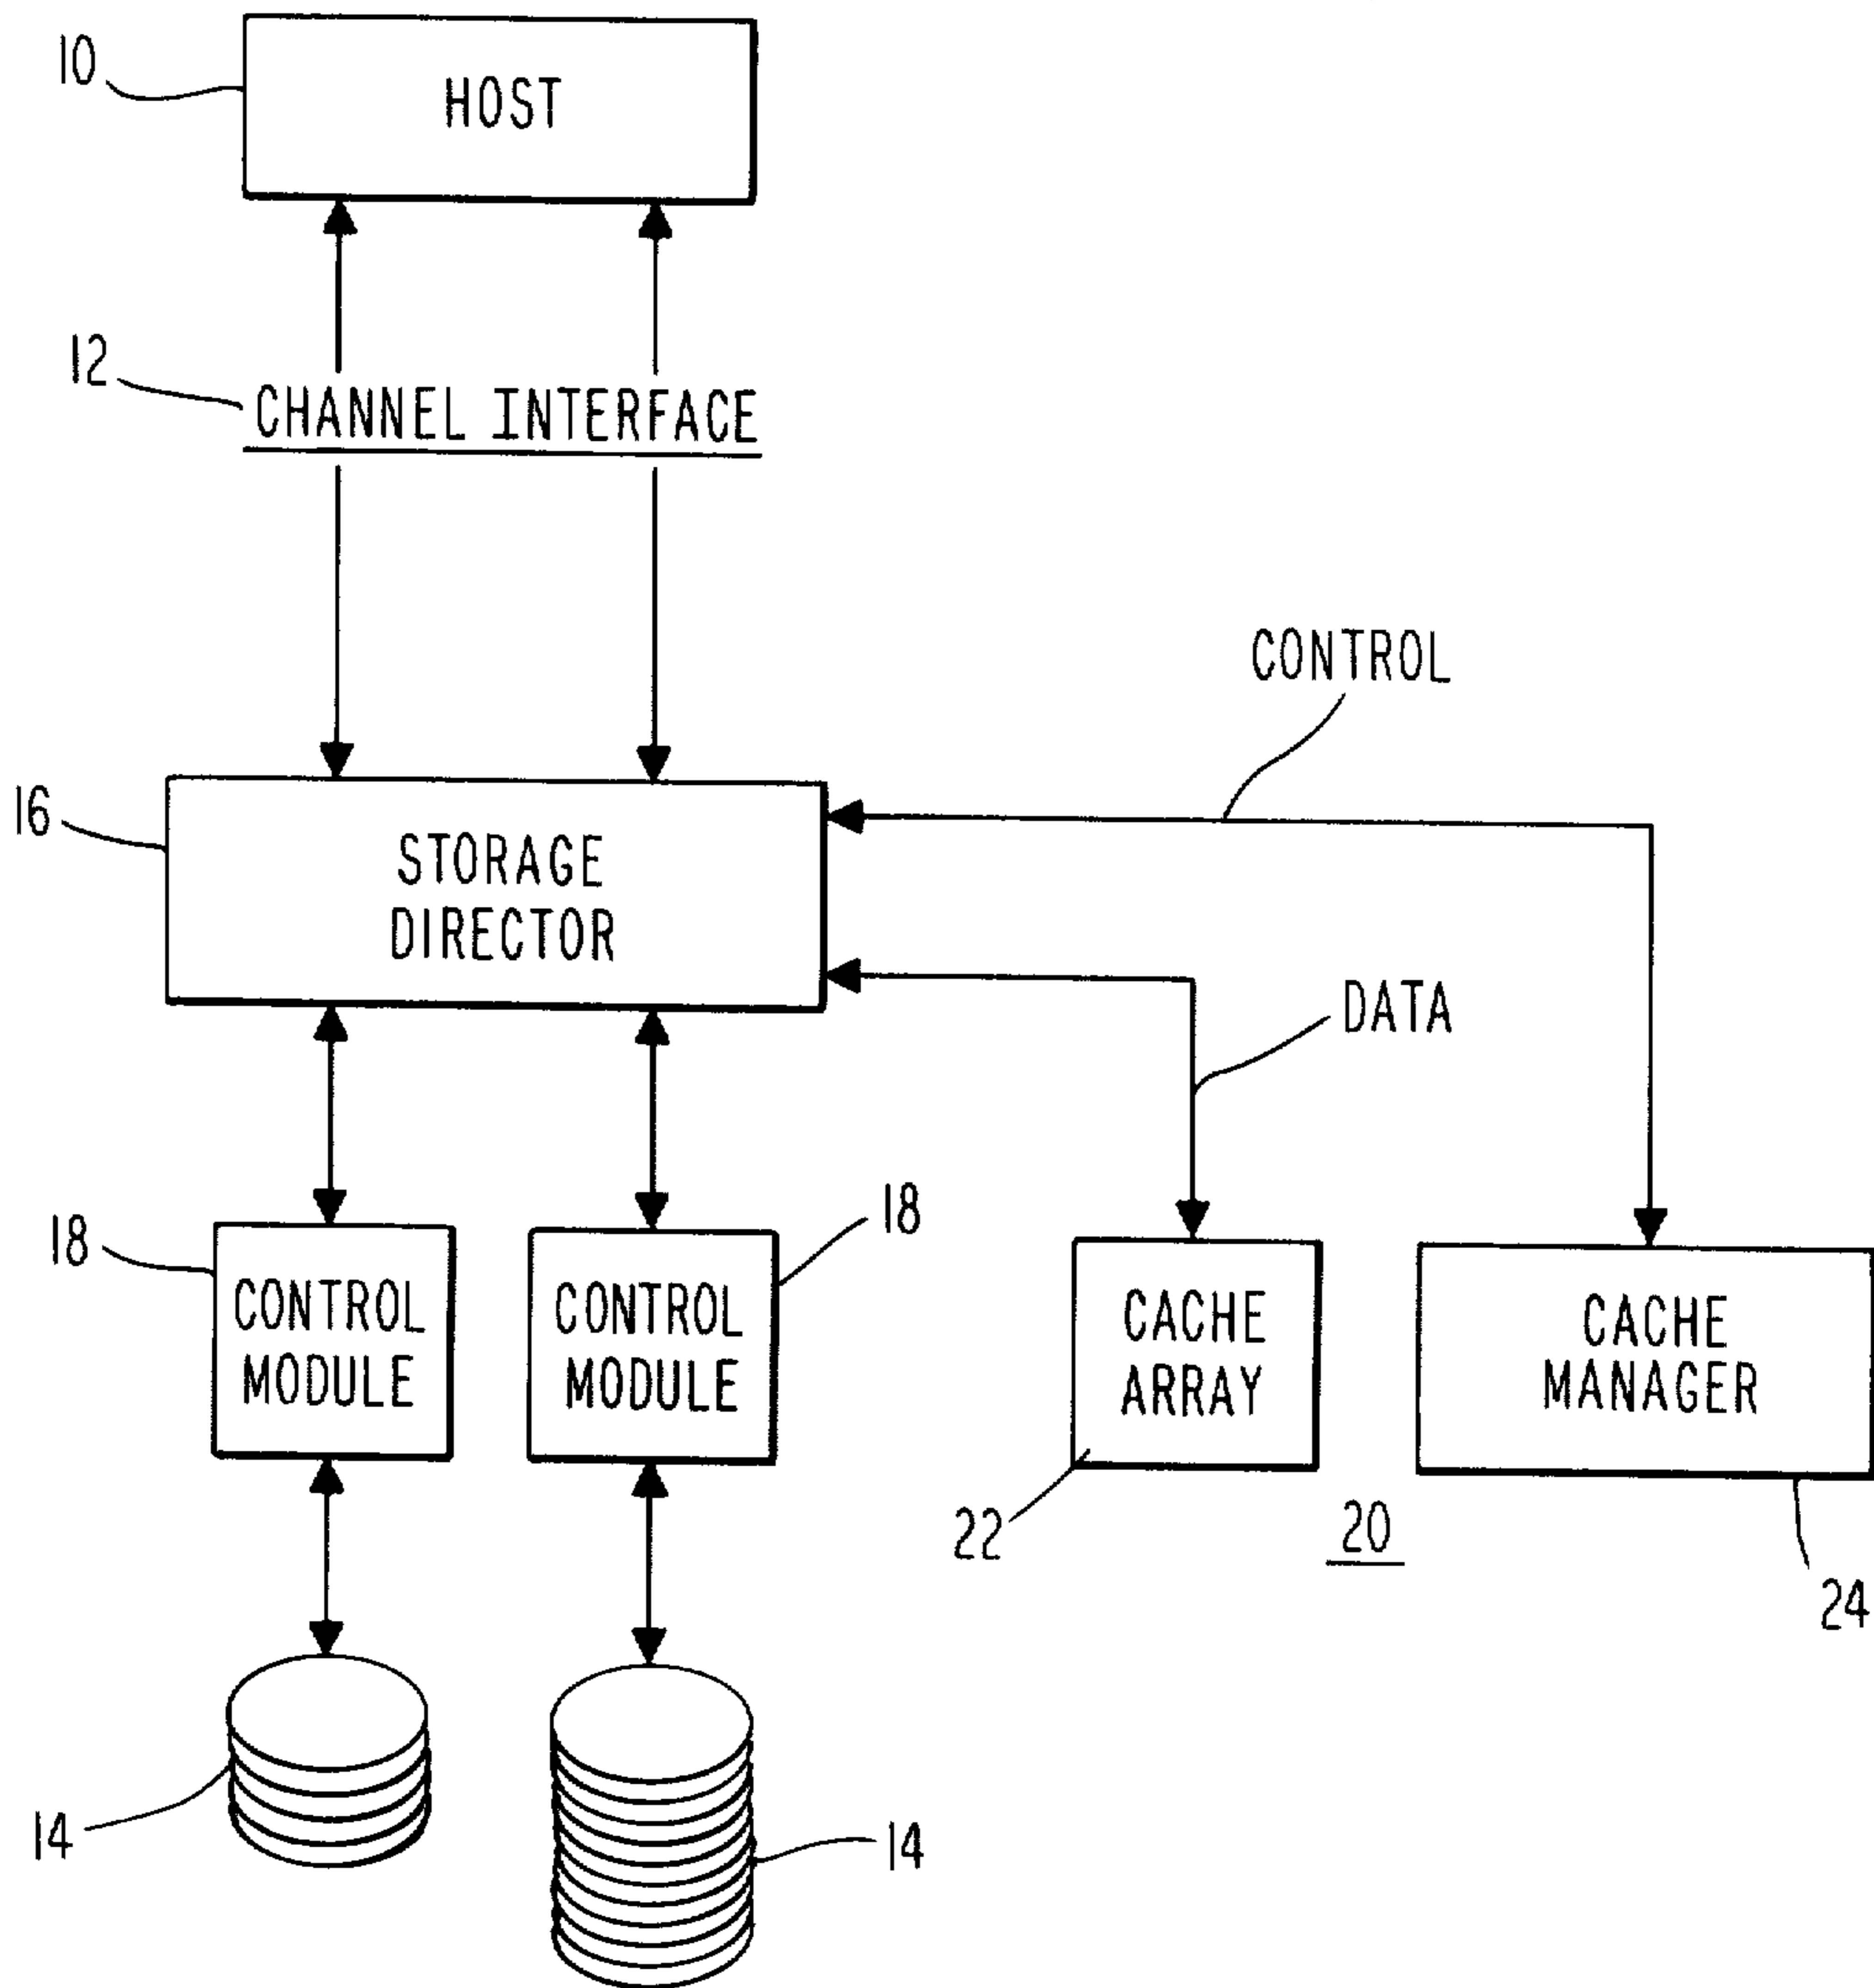 10
HOST
12
CHANNEL INTERFACE
CONTROL
16
STORAGE
DIRECTOR
DATA
18
18
CONTROL
MODULE
CONTROL
MODULE
CACHE
ARRAY
CACHE
MANAGER
22
20
24
14
14